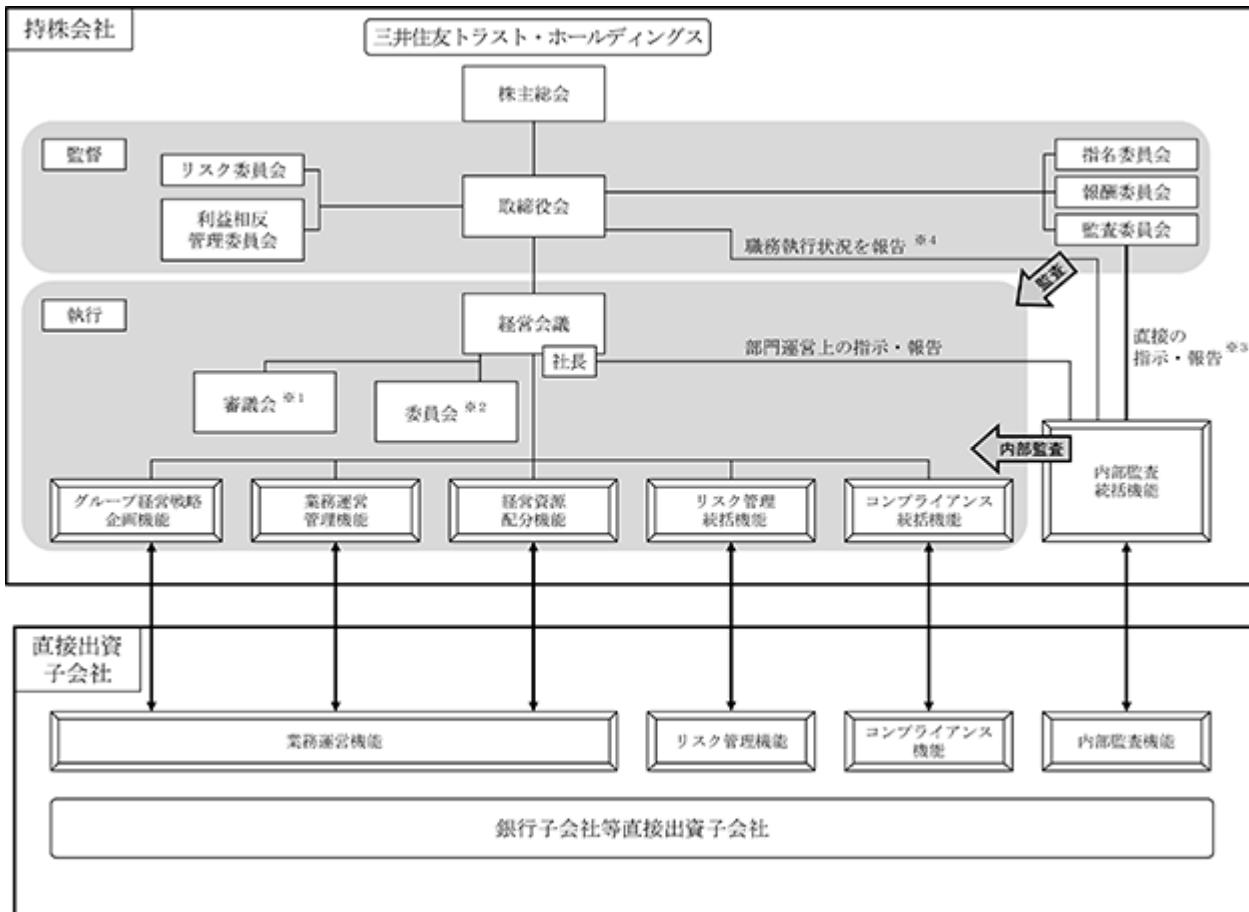 持株会社
三井住友トラスト・ホールディングス
株主総会
監督
リスク委員会
利益相反
管理委員会
取締役会
指名委員会
報酬委員会
監査委員会
職務執行状況を報告 ※4
監査
執行
経営会議
社長
部門運営上の指示・報告
直接の
指示・報告 ※3
審議会 ※1
委員会 ※2
内部監査
内部監査
統括機能
グループ経営戦略
企画機能
業務運営
管理機能
経営資源
配分機能
リスク管理
統括機能
コンプライアンス
統括機能
直接出資
子会社
業務運営機能
リスク管理機能
コンプライアンス
機能
内部監査機能
銀行子会社等直接出資子会社